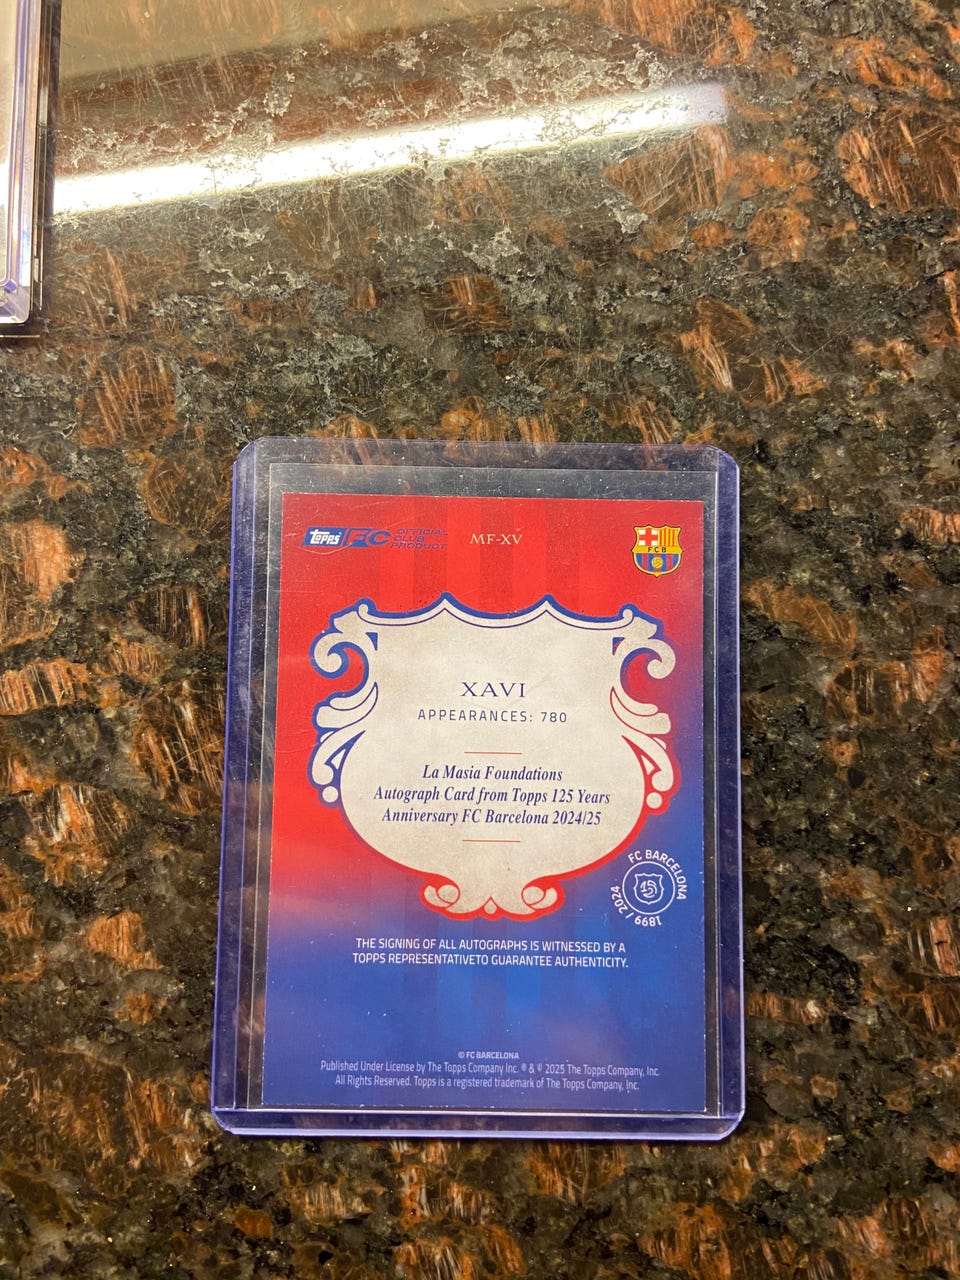 topps FC OFFICIAL CLUB PRODUCT
MF-XV
FCB
XAVI
APPEARANCES: 780
La Masia Foundations
Autograph Card from Topps 125 Years
Anniversary FC Barcelona 2024/25
FC BARCELONA
1899 / 2024
125
THE SIGNING OF ALL AUTOGRAPHS IS WITNESSED BY A
TOPPS REPRESENTATIVETO GUARANTEE AUTHENTICITY.
© FC BARCELONA
Published Under License by The Topps Company Inc. ® & © 2025 The Topps Company, Inc.
All Rights Reserved. Topps is a registered trademark of The Topps Company, Inc.